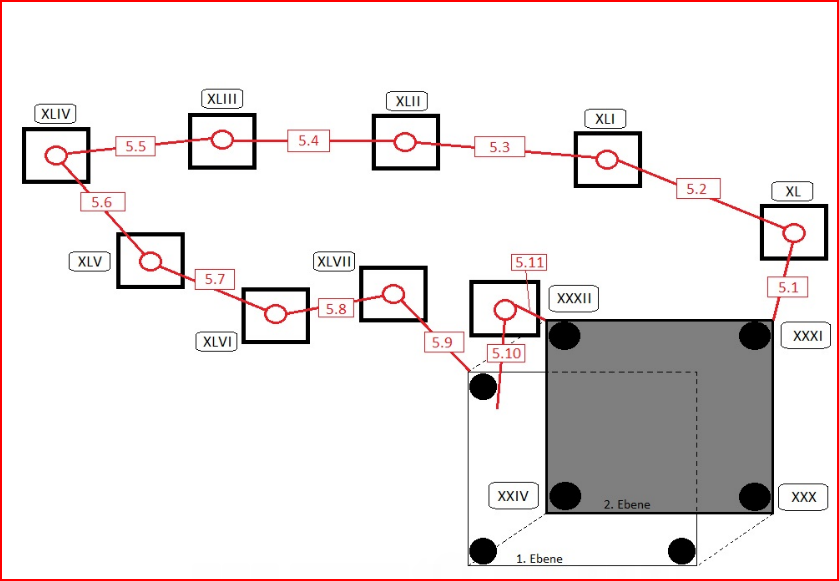 XLIII
XLII
XLIV
XLI
5.5
5.4
5.3
5.2
XL
5.6
XLV
XLVII
5.11
5.7
5.1
XXXII
5.8
XLVI
5.9
5.10
XXXI
XXIV
XXX
2. Ebene
1. Ebene